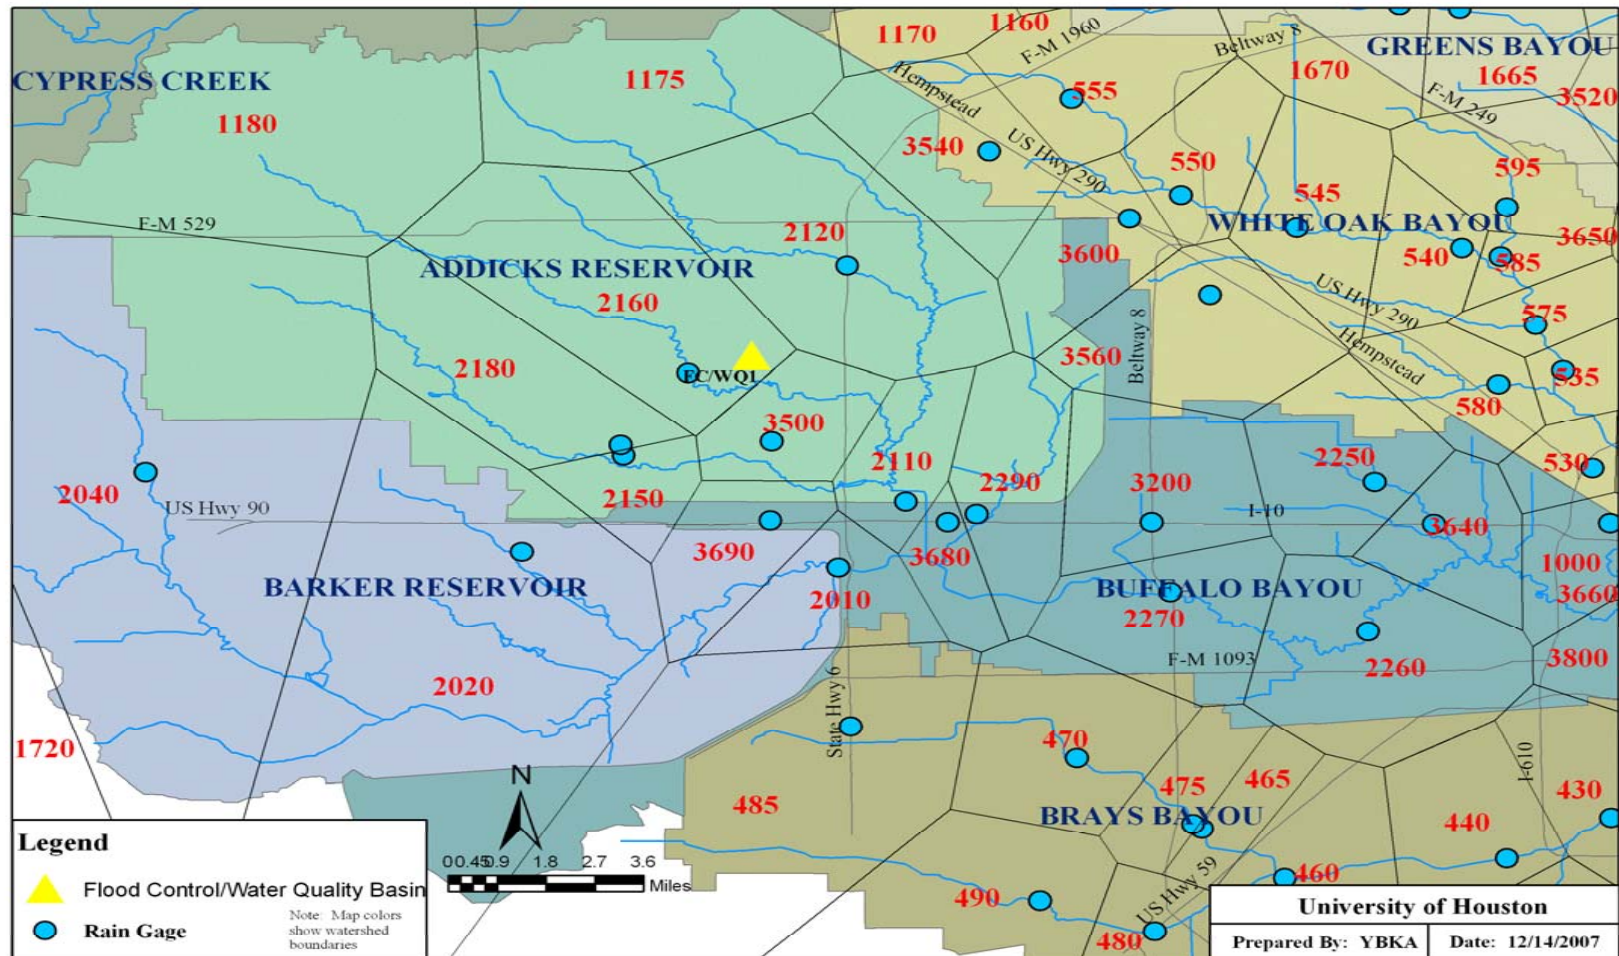 1170
1160
F-M 1960
Beltway 8
GREENS BAYOU
CYPRESS CREEK
1175
1670
1665
Hempstead
555
F-M 249
3520
1180
3540
US Hwy 290
550
595
545
F-M 529
2120
3600
WHITE OAK BAYOU
3650
540
585
ADDICKS RESERVOIR
2160
US Hwy 290
575
Beltway 8
3560
Hempstead
2180
FC/WQ1
535
580
3500
2040
2110
2250
530
US Hwy 90
2150
2290
3200
I-10
3640
3690
3680
1000
BARKER RESERVOIR
2010
BUFFALO BAYOU
3660
2270
F-M 1093
2260
3800
2020
State Hwy 6
1720
470
I-610
N
475
465
485
BRAYS BAYOU
430
440
Legend
0 0.45 0.9 1.8 2.7 3.6
Miles
Flood Control/Water Quality Basin
US Hwy 59
460
490
Rain Gage
Note: Map colors
show watershed
boundaries
480
University of Houston
Prepared By: YBKA
Date: 12/14/2007